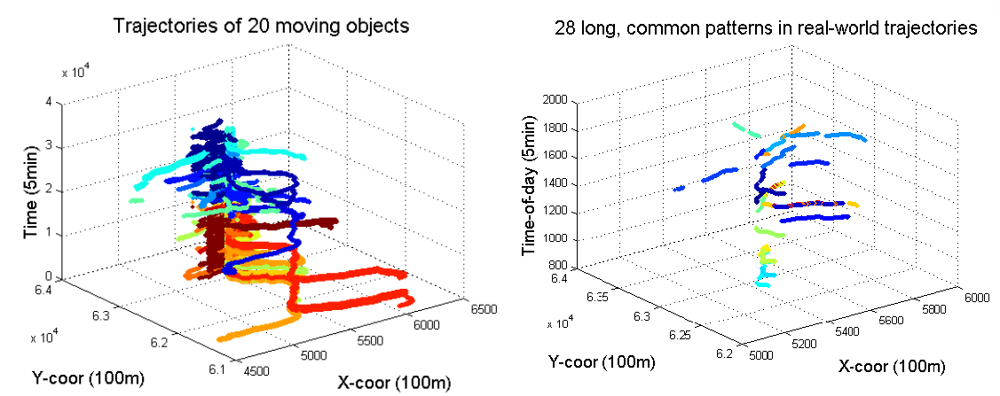 Trajectories of 20 moving objects
x 10^4
4
3
2
1
0
Time (5min)
6.4
6.3
6.2
6.1
x 10^4
Y-coor (100m)
4500
5000
5500
6000
6500
X-coor (100m)
28 long, common patterns in real-world trajectories
2000
1800
1600
1400
1200
1000
800
Time-of-day (5min)
6.4
6.35
6.3
6.25
6.2
x 10^4
Y-coor (100m)
5000
5200
5400
5600
5800
6000
X-coor (100m)